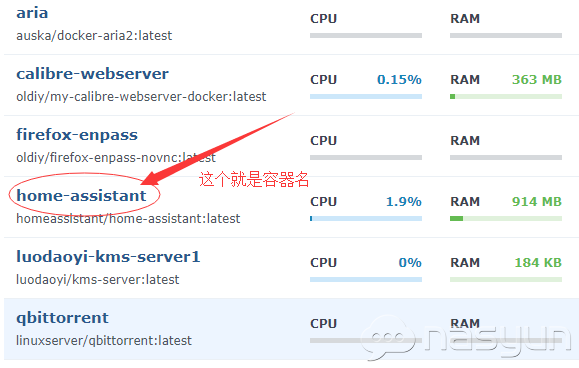 aria
auska/docker-aria2:latest
CPU
RAM
calibre-webserver
oldiy/my-calibre-webserver-docker:latest
CPU 0.15%
RAM 363 MB
firefox-enpass
oldiy/firefox-enpass-novnc:latest
CPU
RAM
这个就是容器名
home-assistant
homeassistant/home-assistant:latest
CPU 1.9%
RAM 914 MB
luodaoyi-kms-server1
luodaoyi/kms-server:latest
CPU 0%
RAM 184 KB
qbittorrent
linuxserver/qbittorrent:latest
CPU
RAM
nasyun